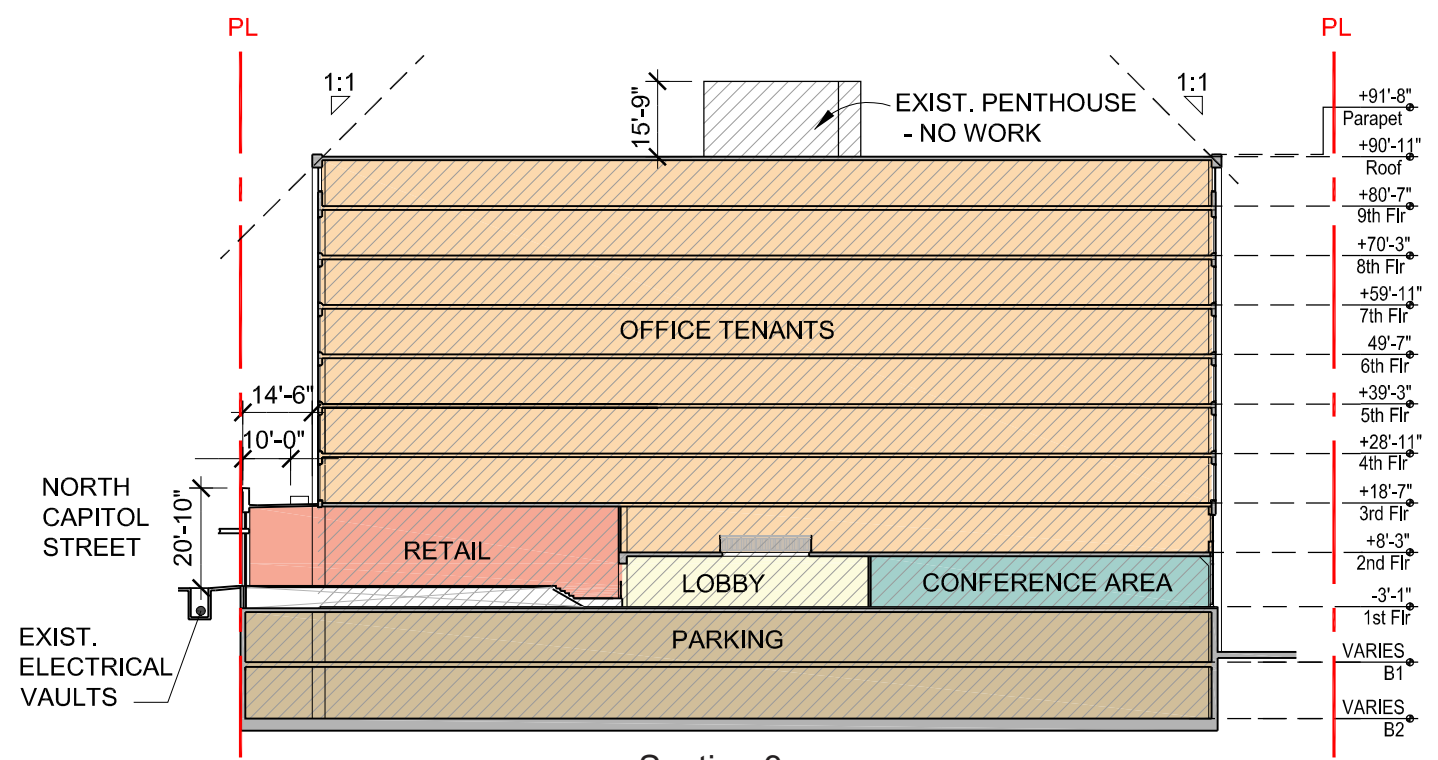 PL
PL
1:1
1:1
15'-9"
EXIST. PENTHOUSE
- NO WORK
+91'-8"
Parapet
+90'-11"
Roof
+80'-7"
9th Flr
+70'-3"
8th Flr
+59'-11"
7th Flr
OFFICE TENANTS
49'-7"
6th Flr
14'-6"
+39'-3"
5th Flr
10'-0"
+28'-11"
4th Flr
NORTH
CAPITOL
STREET
20'-10"
+18'-7"
3rd Flr
RETAIL
+8'-3"
2nd Flr
LOBBY
CONFERENCE AREA
-3'-1"
1st Flr
EXIST.
ELECTRICAL
VAULTS
PARKING
VARIES
B1
VARIES
B2